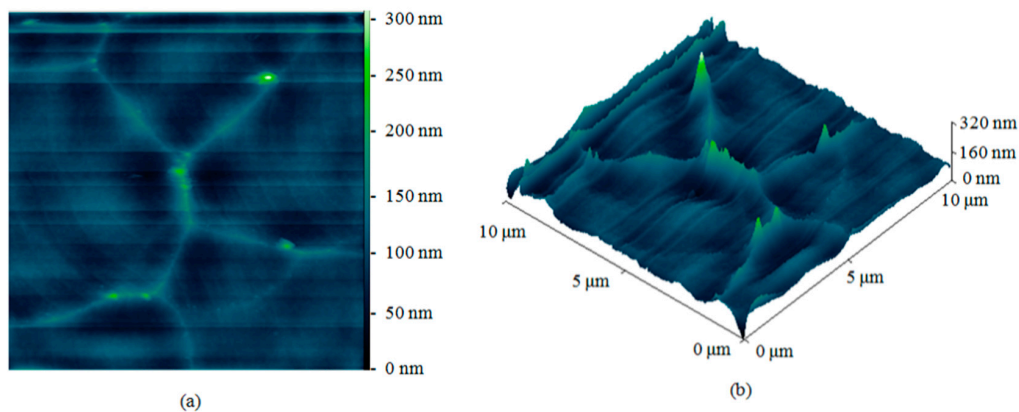 300 nm
250 nm
200 nm
150 nm
100 nm
50 nm
0 nm
(a)
320 nm
160 nm
0 nm
10 μm
10 μm
5 μm
5 μm
0 μm
0 μm
(b)